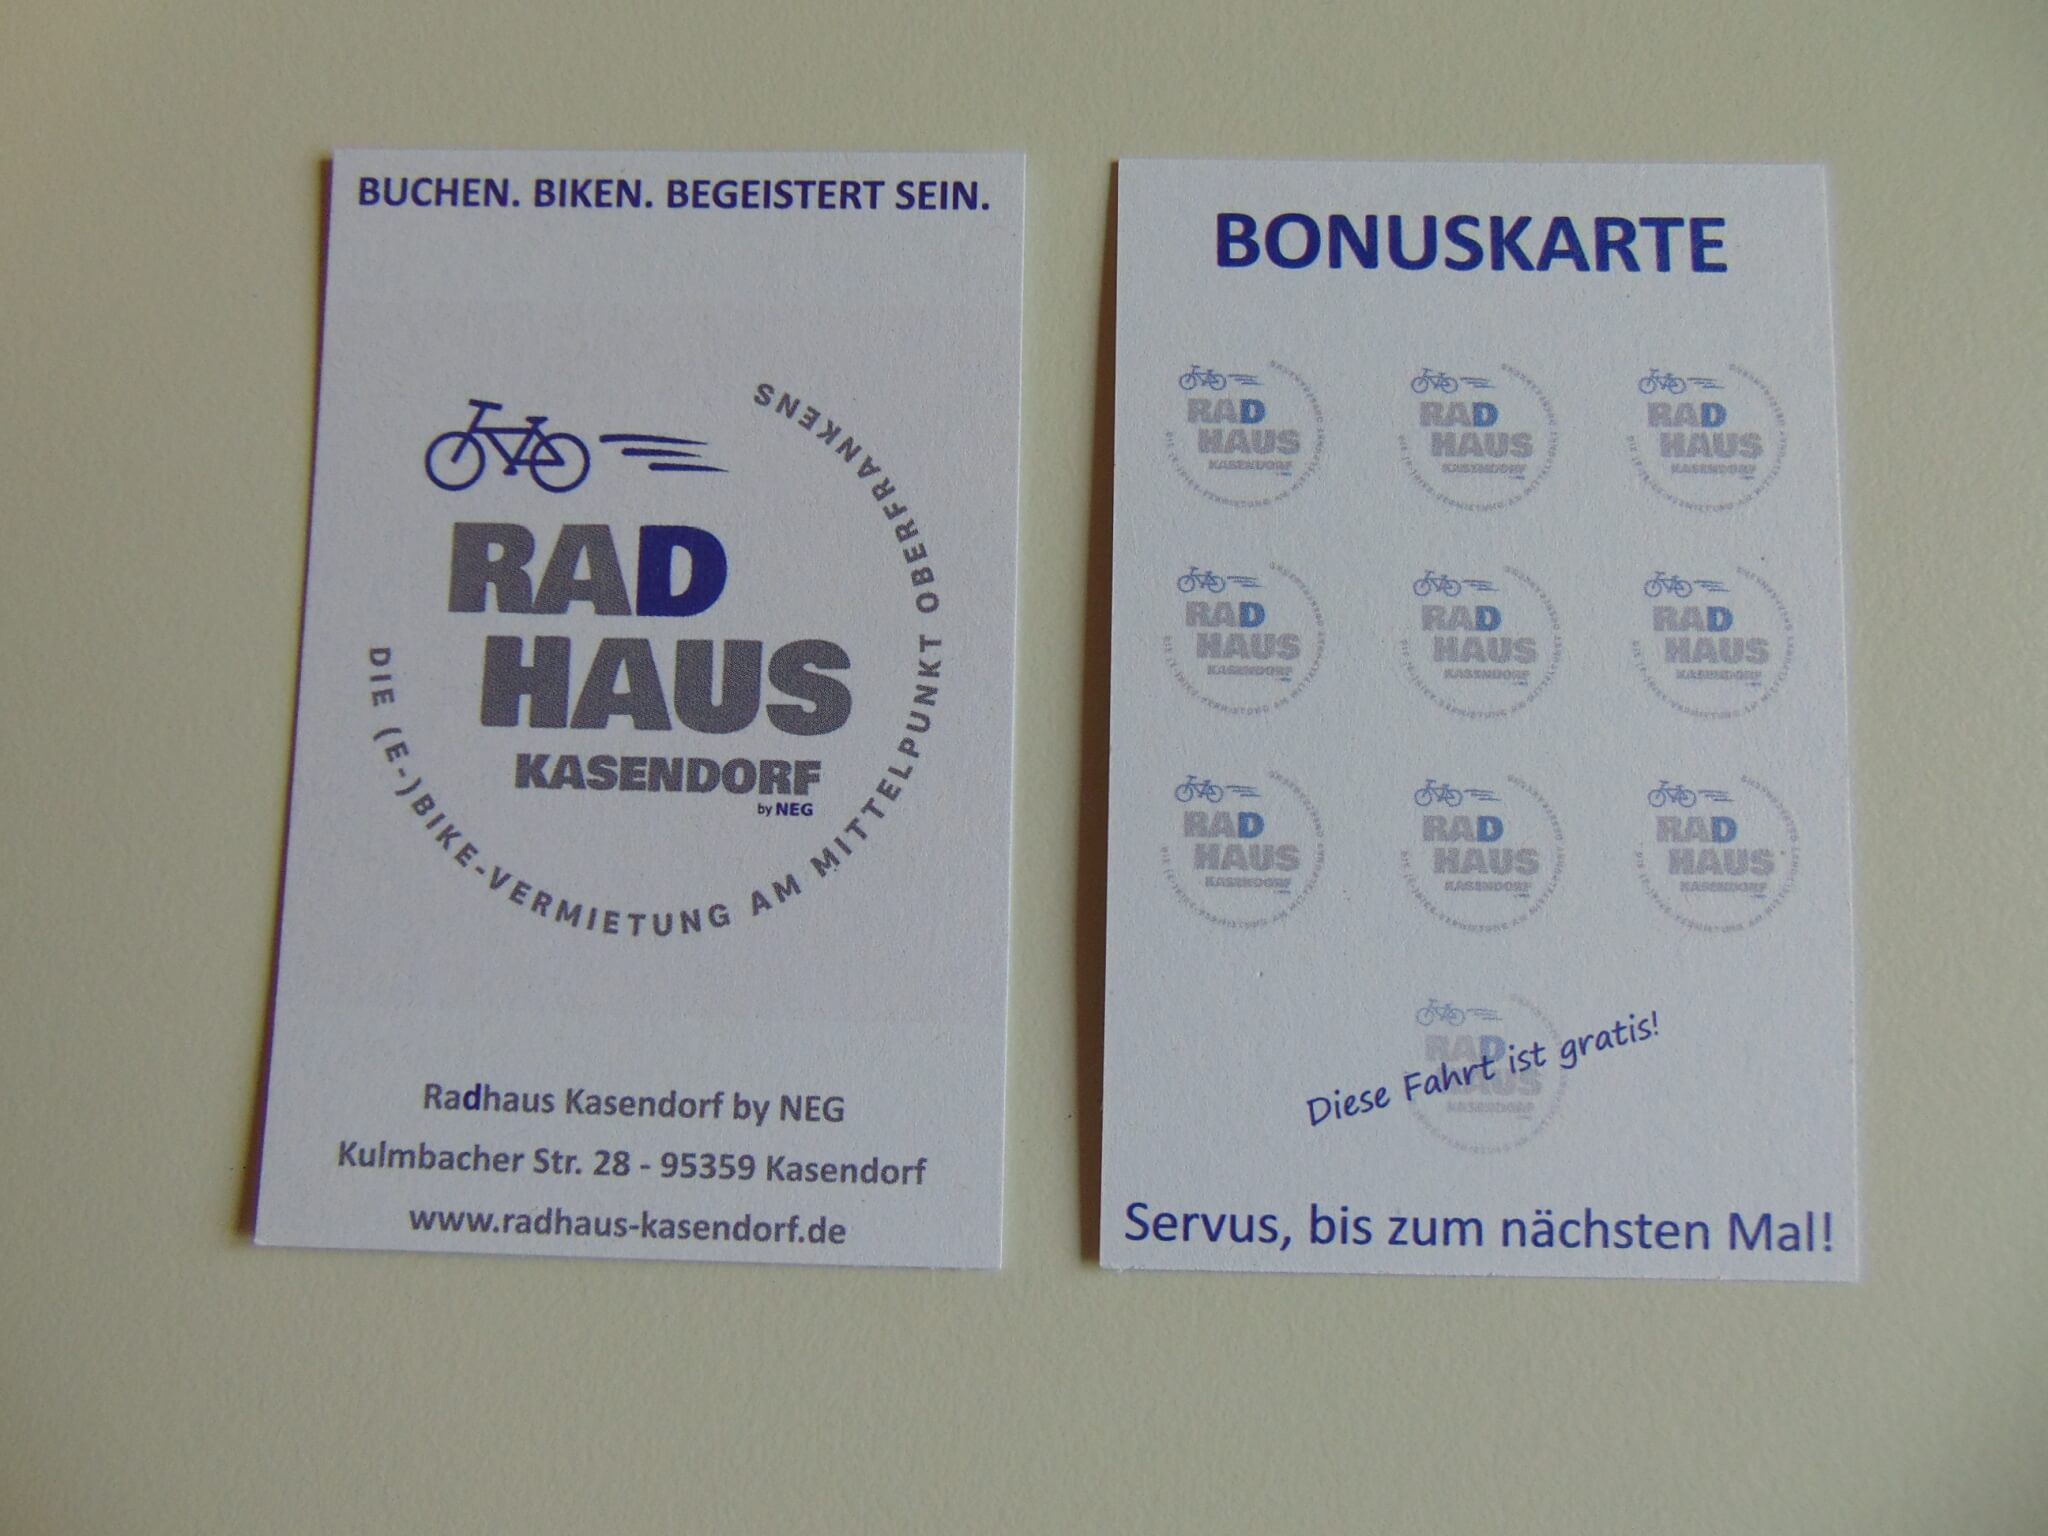 BUCHEN. BIKEN. BEGEISTERT SEIN.
RAD
HAUS
KASENDORF
by NEG
DIE (E-)BIKE-VERMIETUNG AM MITTELPUNKT OBERFRANKENS
Radhaus Kasendorf by NEG
Kulmbacher Str. 28 - 95359 Kasendorf
www.radhaus-kasendorf.de
BONUSKARTE
RAD RAD RAD
HAUS HAUS HAUS
KASENDORF KASENDORF KASENDORF
RAD RAD RAD
HAUS HAUS HAUS
KASENDORF KASENDORF KASENDORF
RAD RAD RAD
HAUS HAUS HAUS
KASENDORF KASENDORF KASENDORF
RAD
HAUS
KASENDORF
Diese Fahrt ist gratis!
Servus, bis zum nächsten Mal!